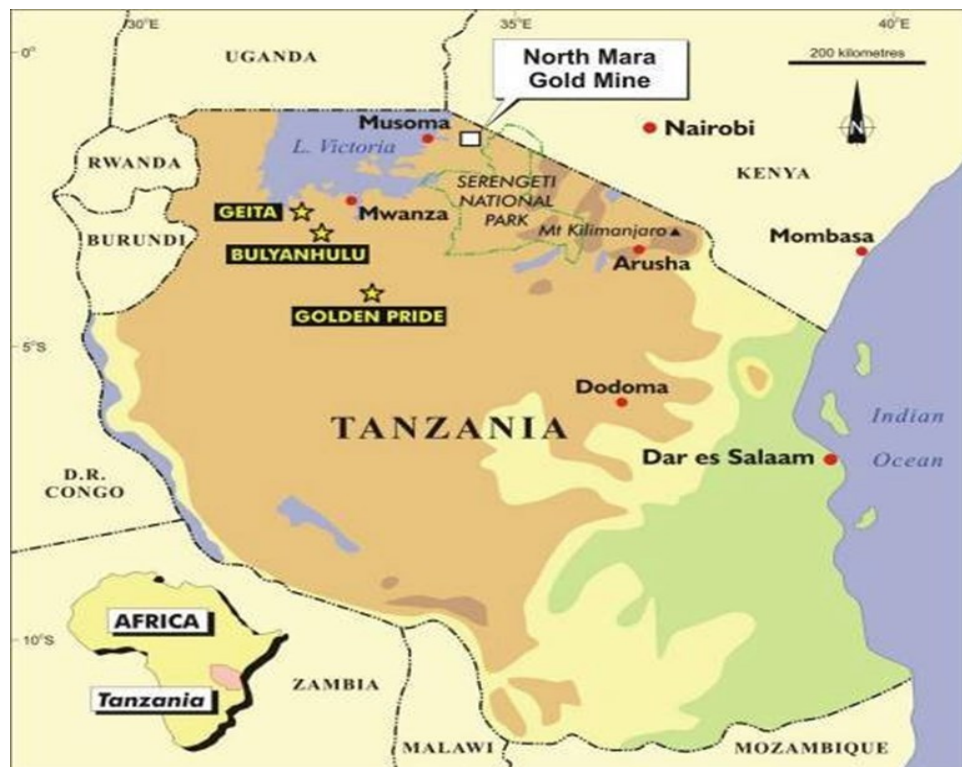 30°E
35°E
40°E
0°
UGANDA
North Mara
Gold Mine
200 kilometres
N
Musoma
L. Victoria
Nairobi
RWANDA
KENYA
SERENGETI
NATIONAL
PARK
GEITA
Mwanza
BURUNDI
BULYANHULU
Mt Kilimanjaro
Mombasa
Arusha
GOLDEN PRIDE
5°S
Dodoma
TANZANIA
Indian
Ocean
Dar es Salaam
D.R.
CONGO
10°S
AFRICA
Tanzania
ZAMBIA
MALAWI
MOZAMBIQUE